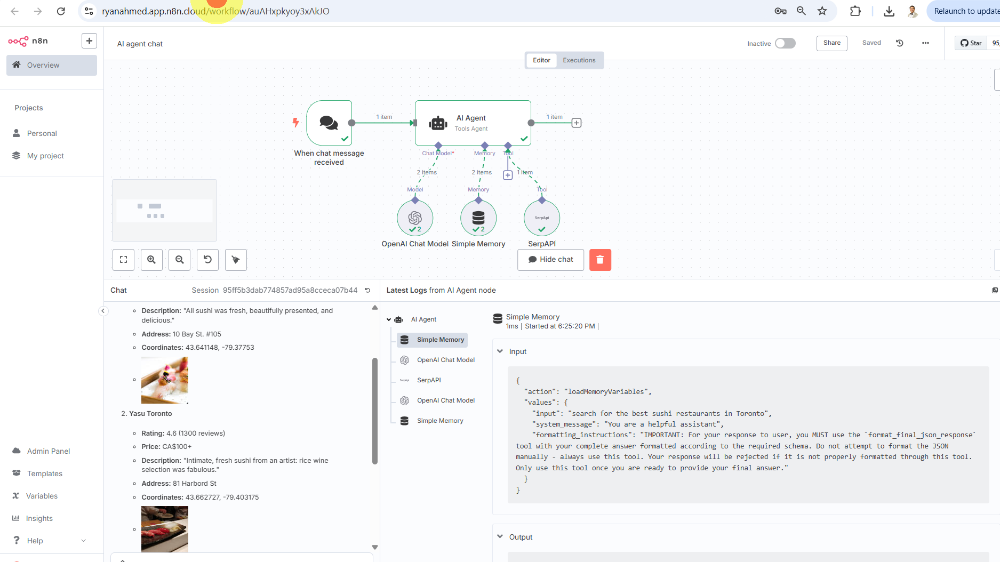 ryanahmed.app.n8n.cloud/workflow/auAHxpkyoy3xAkJO
Relaunch to update
n8n
AI agent chat
Inactive
Share
Saved
Star
95,
Overview
Editor
Executions
Projects
Personal
My project
1 item
AI Agent
Tools Agent
1 item
When chat message
received
Chat Model*
Memory
Tool
2 items
2 items
1 item
Model
Memory
Tool
SerpApi
2
2
OpenAI Chat Model
Simple Memory
SerpAPI
Hide chat
Chat
Session 95ff5b3dab774857ad95a8cceca07b44
Description: "All sushi was fresh, beautifully presented, and
delicious."
Address: 10 Bay St. #105
Coordinates: 43.641148, -79.37753
2. Yasu Toronto
Rating: 4.6 (1300 reviews)
Price: CA$100+
Description: "Intimate, fresh sushi from an artist: rice wine
selection was fabulous."
Address: 81 Harbord St
Coordinates: 43.662727, -79.403175
Latest Logs from AI Agent node
AI Agent
Simple Memory
OpenAI Chat Model
SerpApi
SerpAPI
OpenAI Chat Model
Simple Memory
Simple Memory
1ms | Started at 6:25:20 PM |
Input
{
"action": "loadMemoryVariables",
"values": {
"input": "search for the best sushi restaurants in Toronto",
"system_message": "You are a helpful assistant",
"formatting_instructions": "IMPORTANT: For your response to user, you MUST use the `format_final_json_response`
tool with your complete answer formatted according to the required schema. Do not attempt to format the JSON
manually - always use this tool. Your response will be rejected if it is not properly formatted through this tool.
Only use this tool once you are ready to provide your final answer."
}
}
Output
Admin Panel
Templates
Variables
Insights
Help